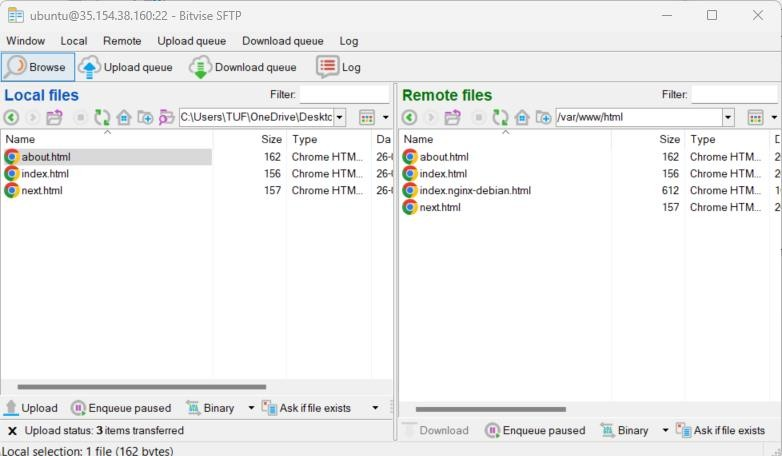 ubuntu@35.154.38.160:22 - Bitvise SFTP
Window Local Remote Upload queue Download queue Log
Browse Upload queue Download queue Log
Local files Filter:
C:\Users\TUF\OneDrive\Desktc
Name Size Type Da
about.html 162 Chrome HTM... 26-0
index.html 156 Chrome HTM... 26-0
next.html 157 Chrome HTM... 26-0
Upload Enqueue paused Binary Ask if file exists
X Upload status: 3 items transferred
Remote files Filter:
/var/www/html
Name Size Type D
about.html 162 Chrome HTM... 2
index.html 156 Chrome HTM... 2
index.nginx-debian.html 612 Chrome HTM... 1
next.html 157 Chrome HTM... 2
Download Enqueue paused Binary Ask if file exists
Local selection: 1 file (162 bytes)